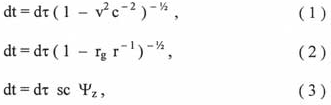 dt = dτ ( 1 − v² c⁻² )^−½ , ( 1 )
dt = dτ ( 1 − r_g r⁻¹ )^−½ , ( 2 )
dt = dτ sc Ψ_z , ( 3 )